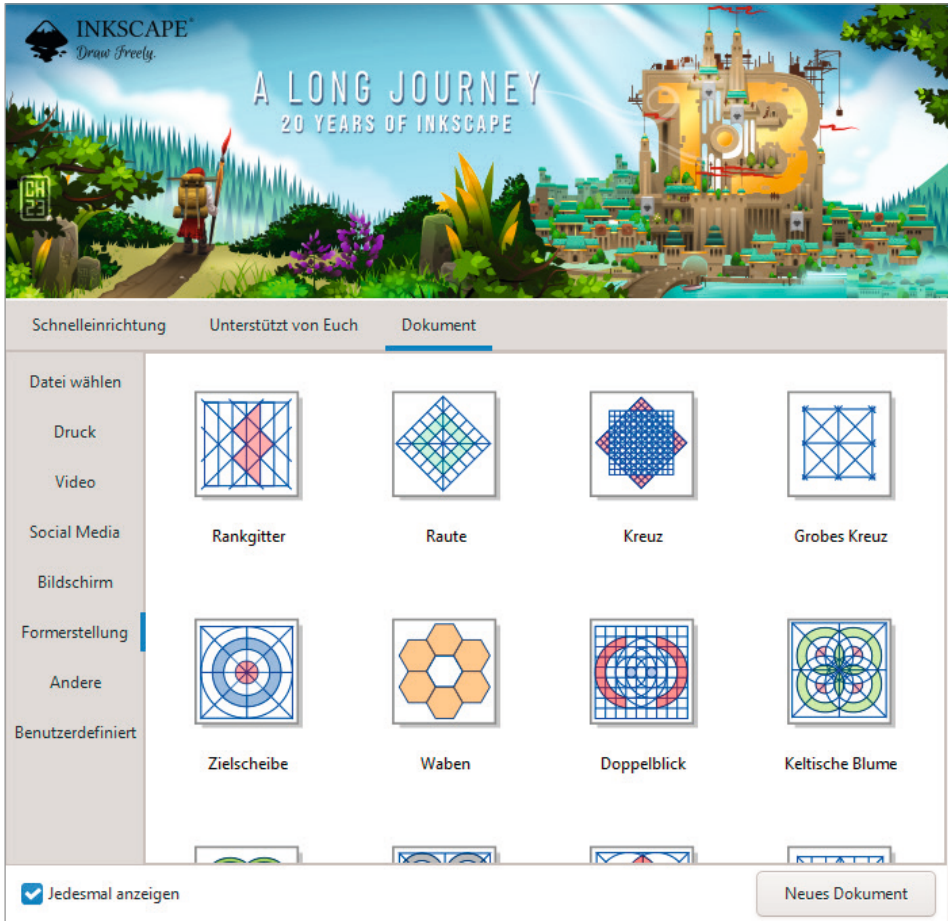 INKSCAPE®
Draw Freely.
A LONG JOURNEY
20 YEARS OF INKSCAPE
CH
23
Schnelleinrichtung Unterstützt von Euch Dokument
Datei wählen
Druck
Video
Social Media
Bildschirm
Formerstellung
Andere
Benutzerdefiniert
Rankgitter Raute Kreuz Grobes Kreuz
Zielscheibe Waben Doppelblick Keltische Blume
Jedesmal anzeigen Neues Dokument